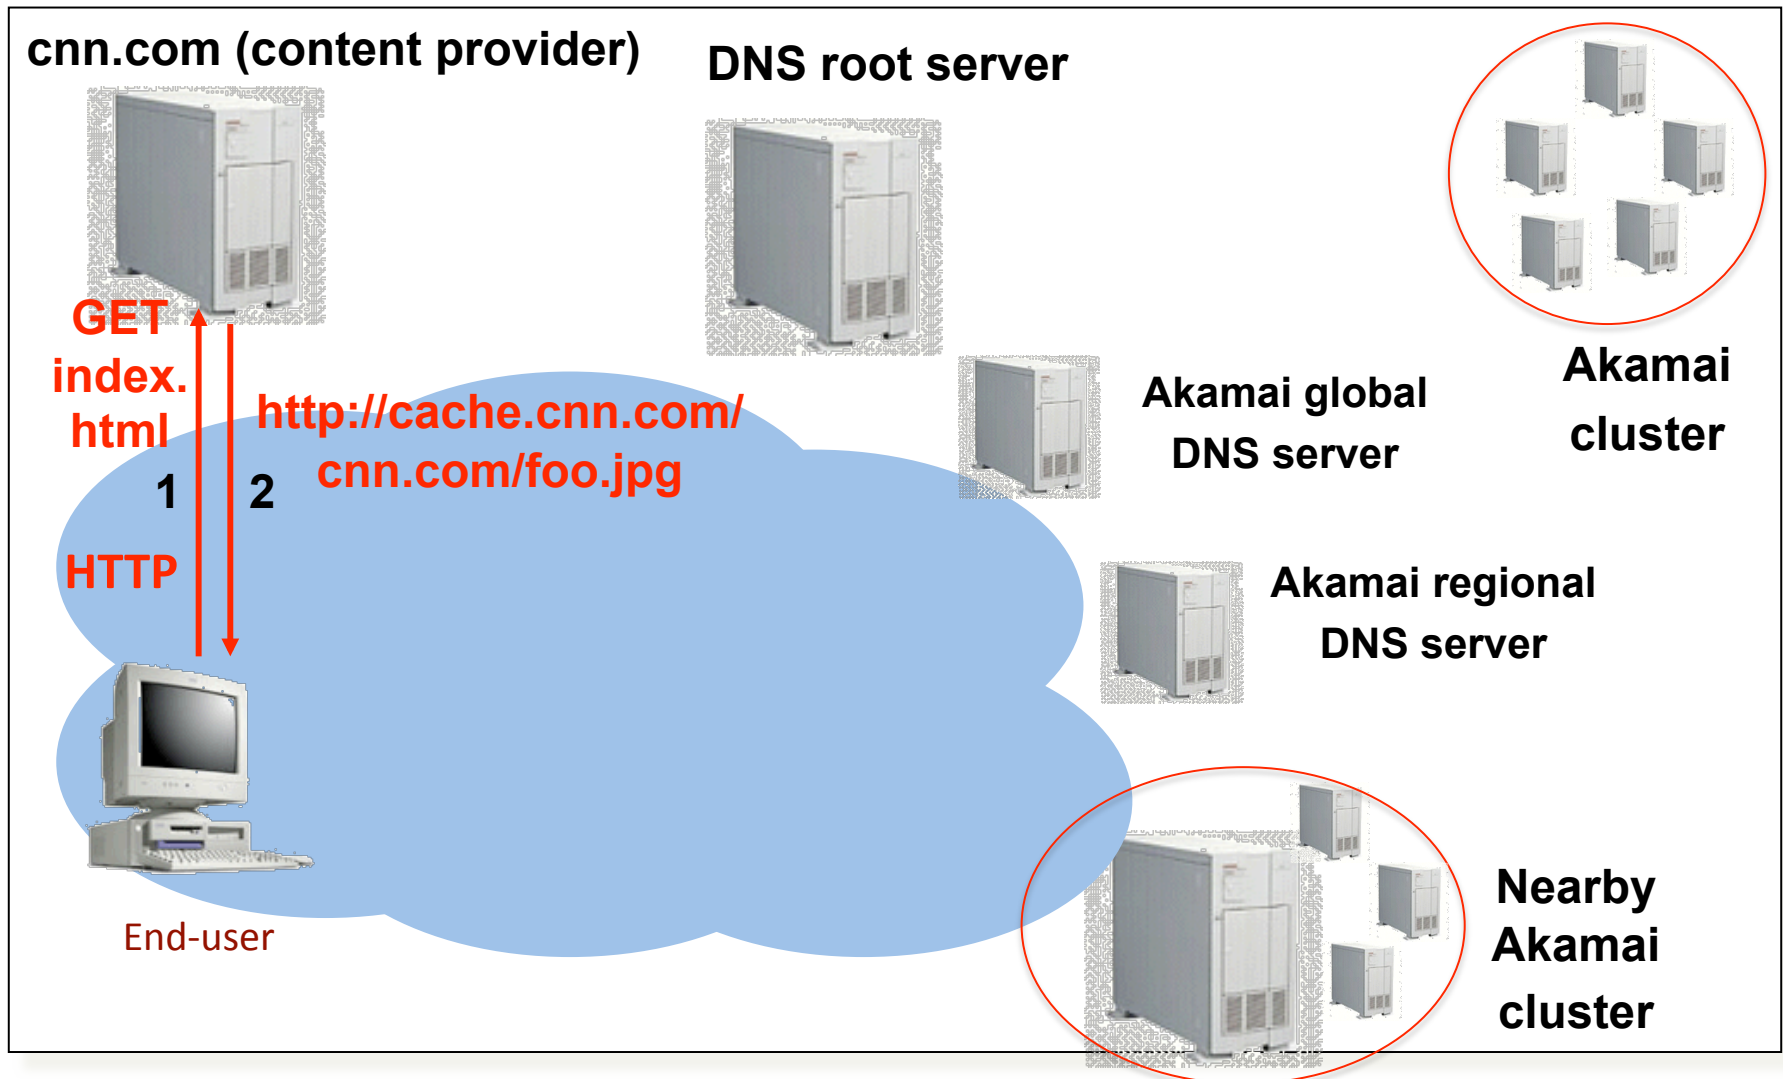 cnn.com (content provider)
DNS root server
GET
index.
html
http://cache.cnn.com/
cnn.com/foo.jpg
1
2
HTTP
End-user
Akamai global
DNS server
Akamai
cluster
Akamai regional
DNS server
Nearby
Akamai
cluster